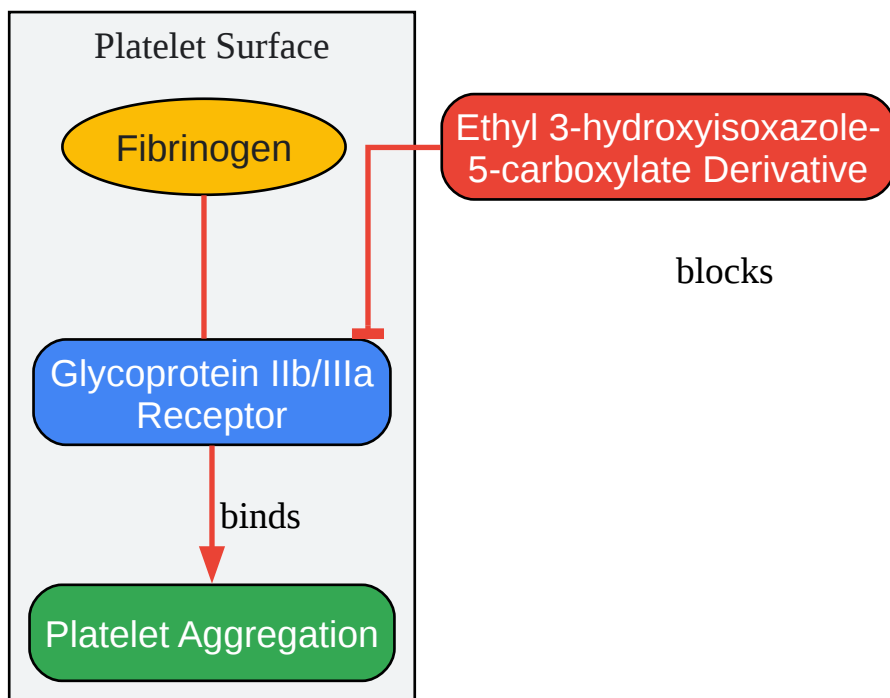 Platelet Surface
Fibrinogen
Ethyl 3-hydroxyisoxazole-
5-carboxylate Derivative
blocks
Glycoprotein IIb/IIIa
Receptor
binds
Platelet Aggregation